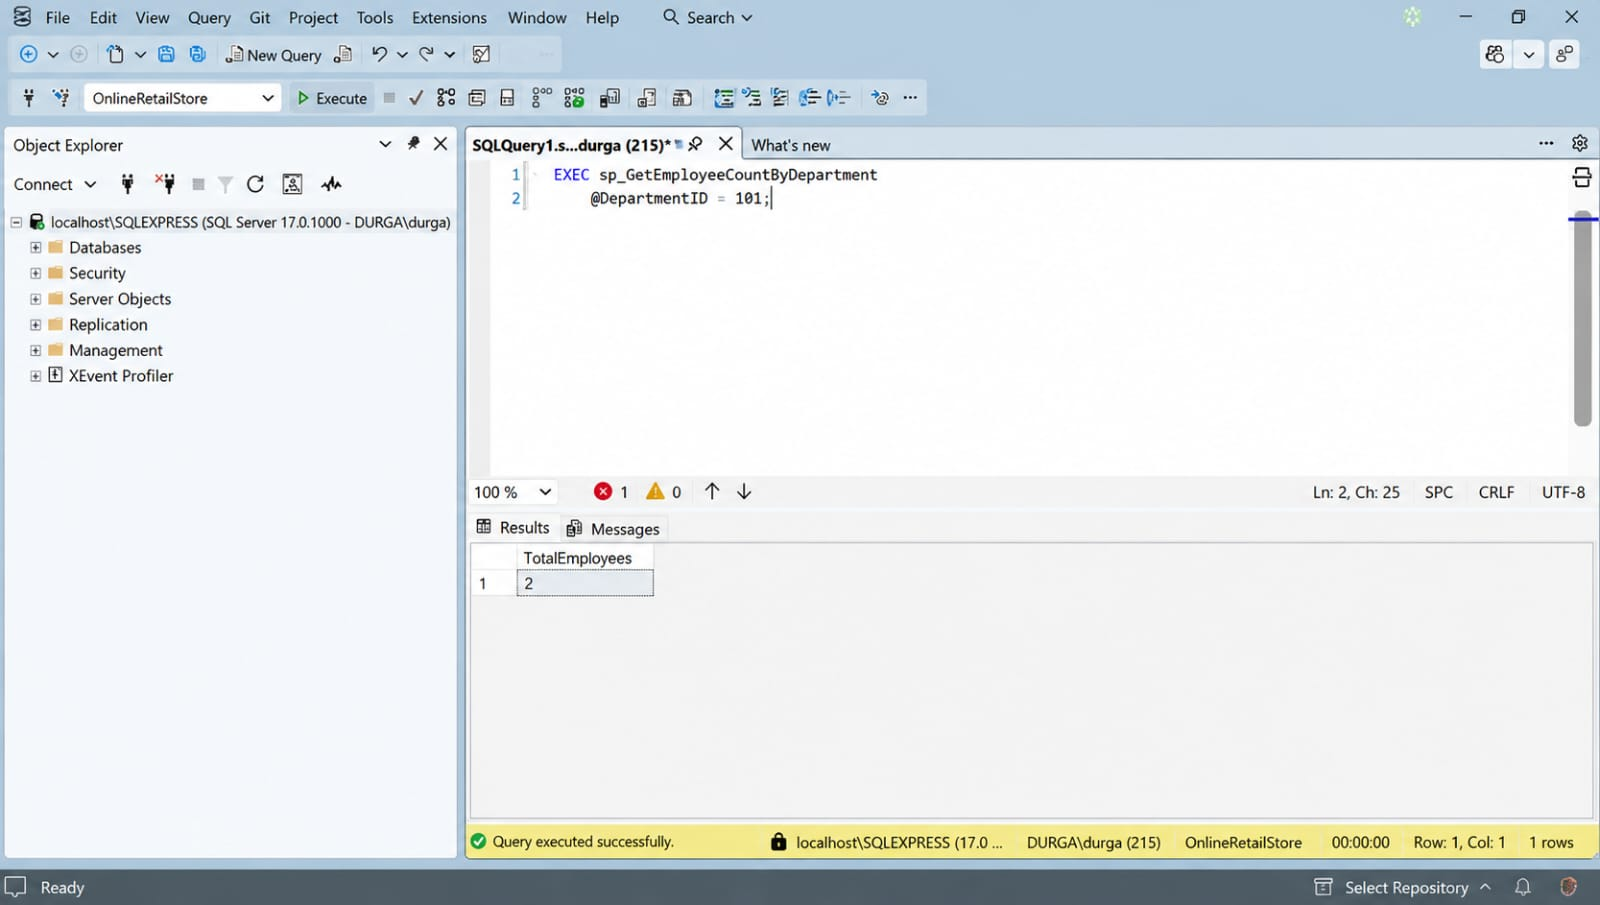 File Edit View Query Git Project Tools Extensions Window Help Search
New Query
OnlineRetailStore Execute
Object Explorer
Connect
localhost\SQLEXPRESS (SQL Server 17.0.1000 - DURGA\durga)
Databases
Security
Server Objects
Replication
Management
XEvent Profiler
SQLQuery1.s...durga (215)* What's new
1 EXEC sp_GetEmployeeCountByDepartment
2 @DepartmentID = 101;
100 % 1 0 Ln: 2, Ch: 25 SPC CRLF UTF-8
Results Messages
TotalEmployees
1 2
Query executed successfully. localhost\SQLEXPRESS (17.0 ... DURGA\durga (215) OnlineRetailStore 00:00:00 Row: 1, Col: 1 1 rows
Ready Select Repository